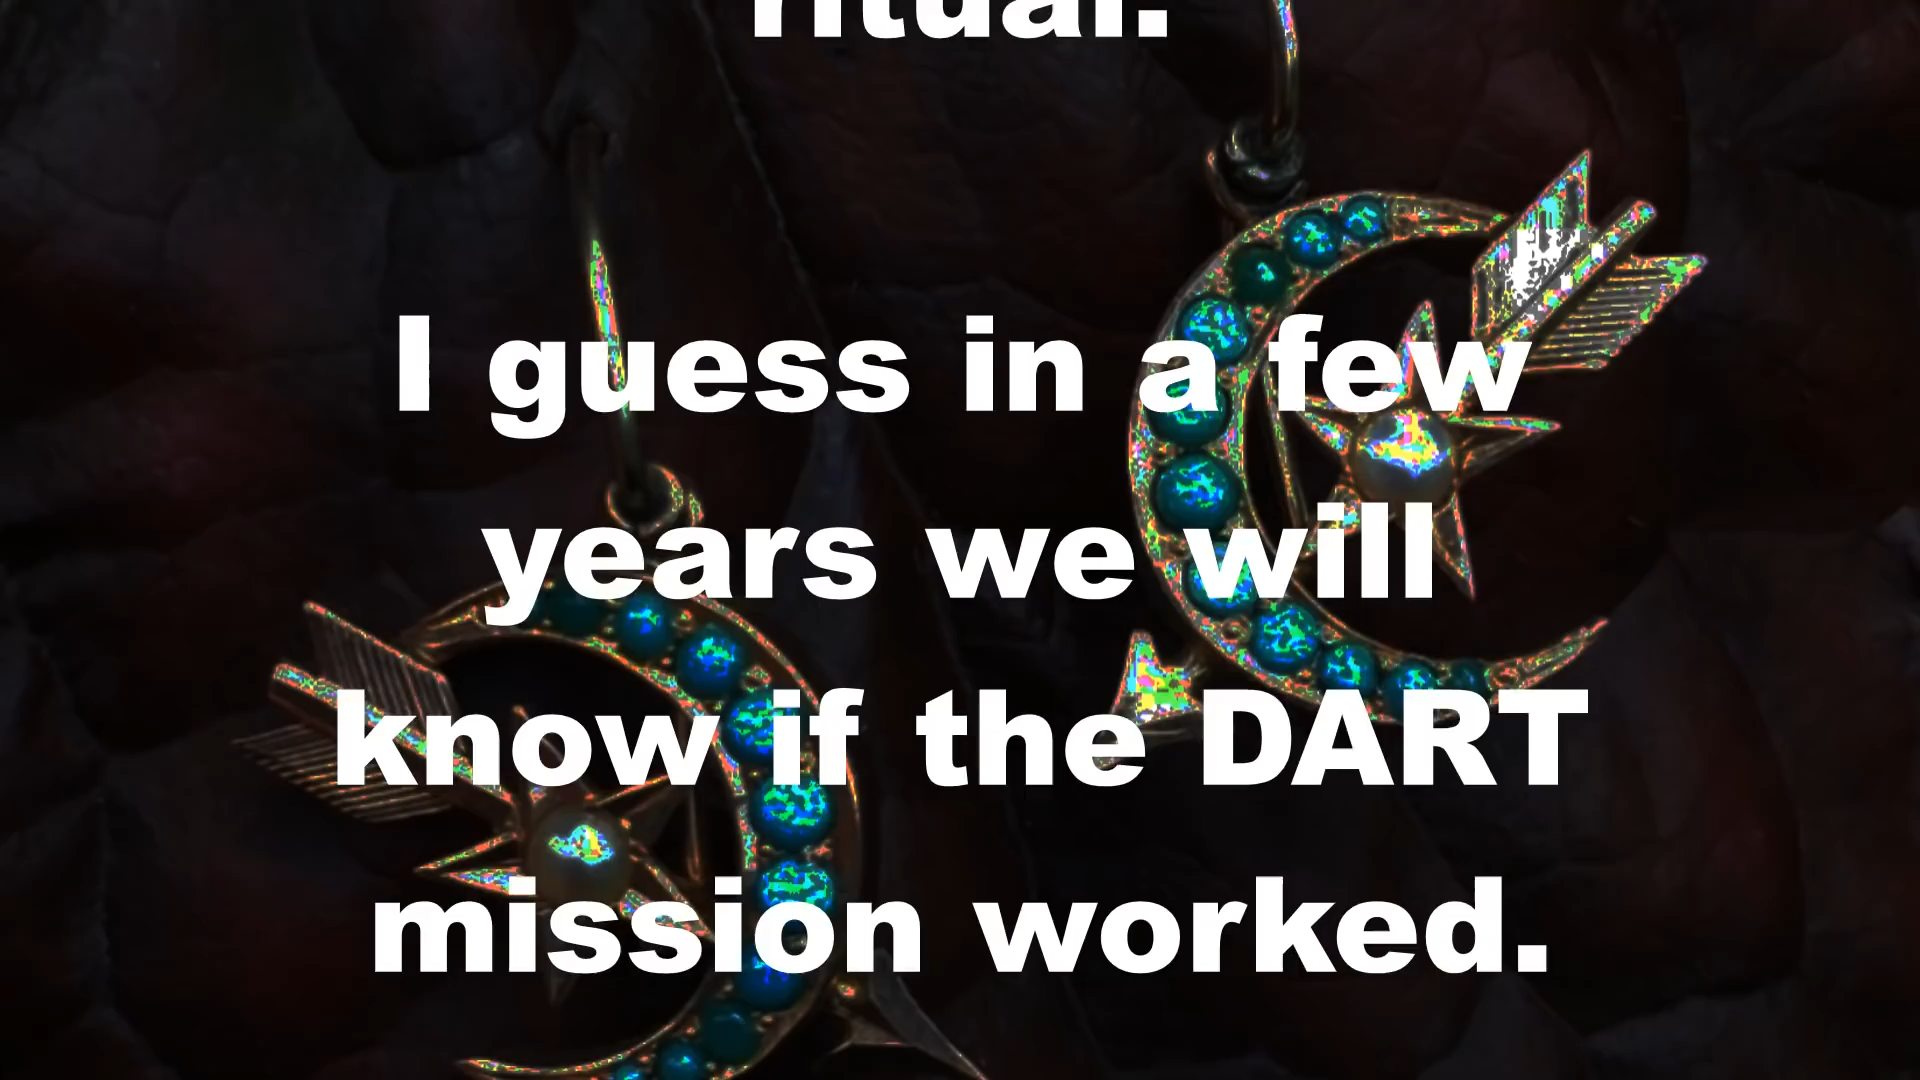 ritual.
I guess in a few
years we will
know if the DART
mission worked.